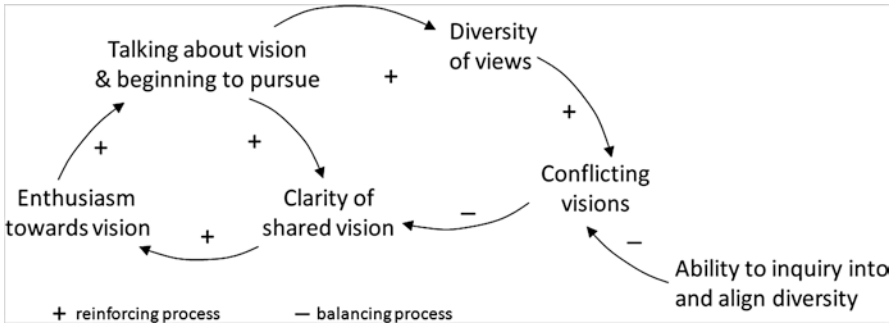 Talking about vision
& beginning to pursue
Diversity
of views
+
+
+
+
Enthusiasm
towards vision
Clarity of
shared vision
Conflicting
visions
+
−
−
Ability to inquiry into
and align diversity
+ reinforcing process
− balancing process